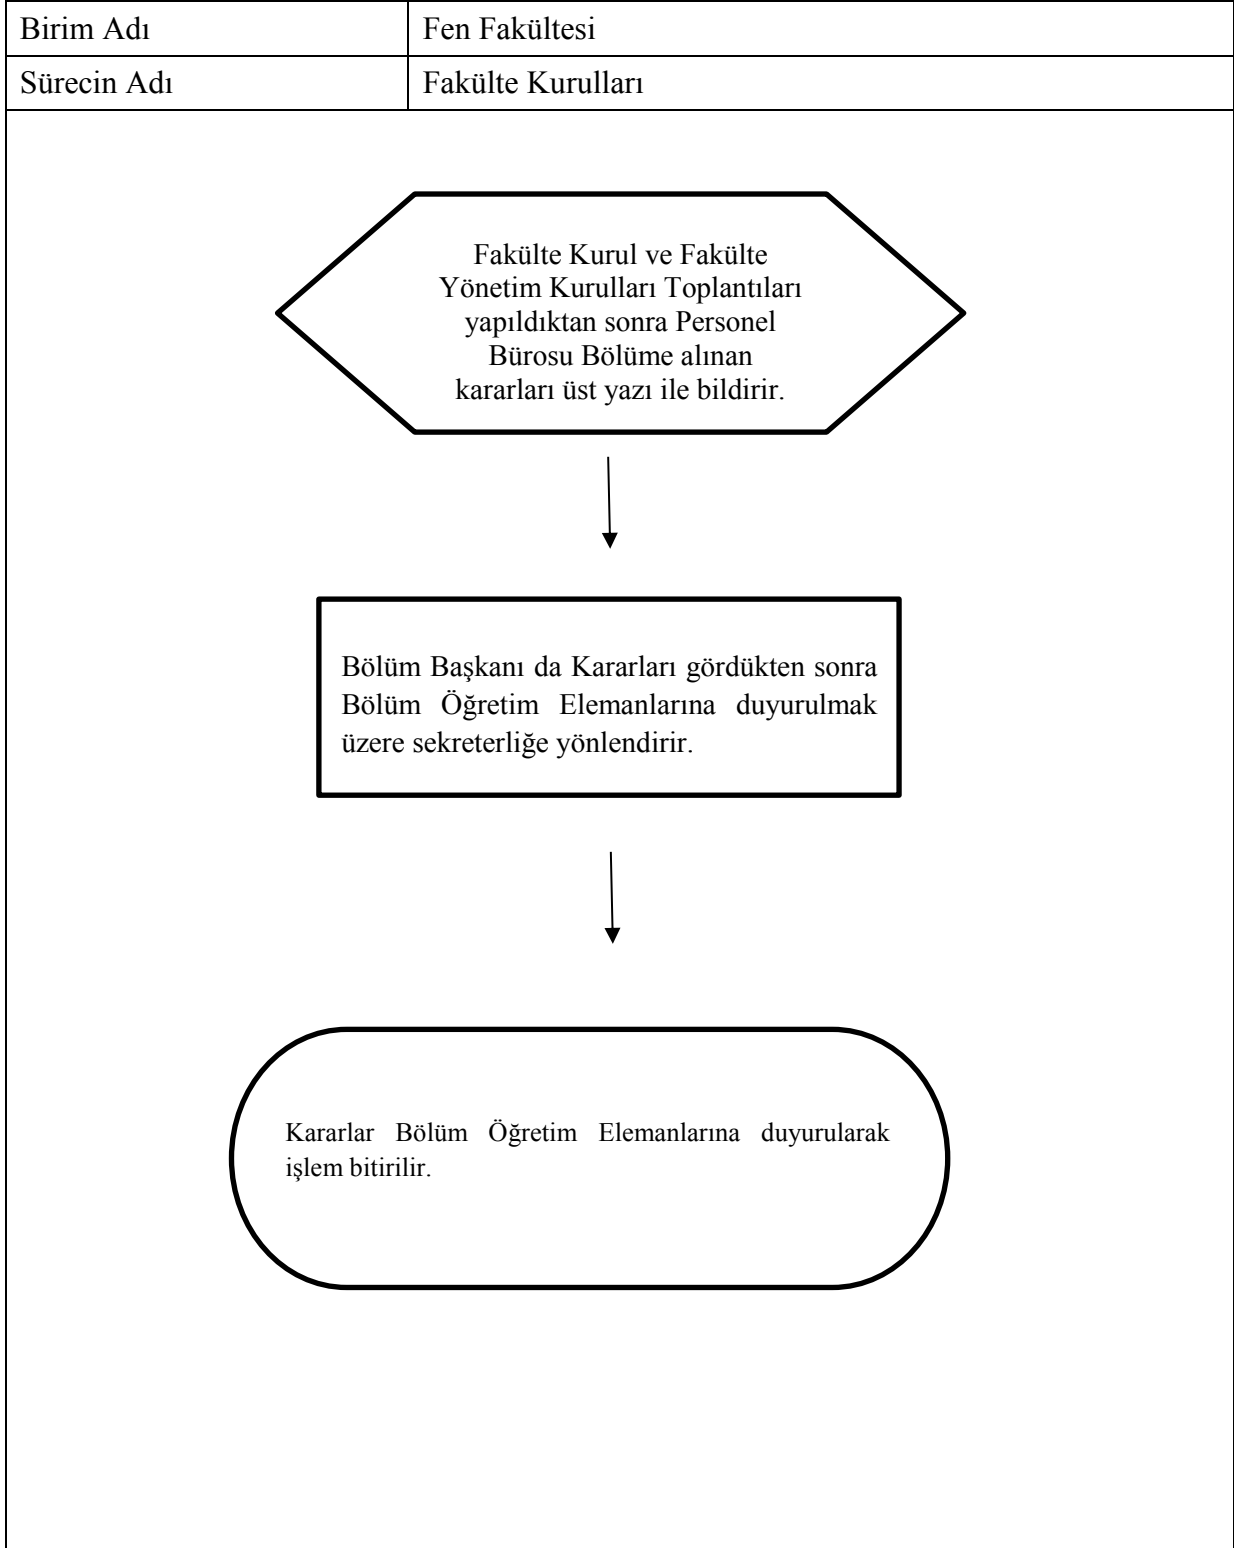 Birim Adı
Fen Fakültesi
Sürecin Adı
Fakülte Kurulları
Fakülte Kurul ve Fakülte
Yönetim Kurulları Toplantıları
yapıldıktan sonra Personel
Bürosu Bölüme alınan
kararları üst yazı ile bildirir.
Bölüm Başkanı da Kararları gördükten sonra
Bölüm Öğretim Elemanlarına duyurulmak
üzere sekreterliğe yönlendirir.
Kararlar Bölüm Öğretim Elemanlarına duyurularak
işlem bitirilir.